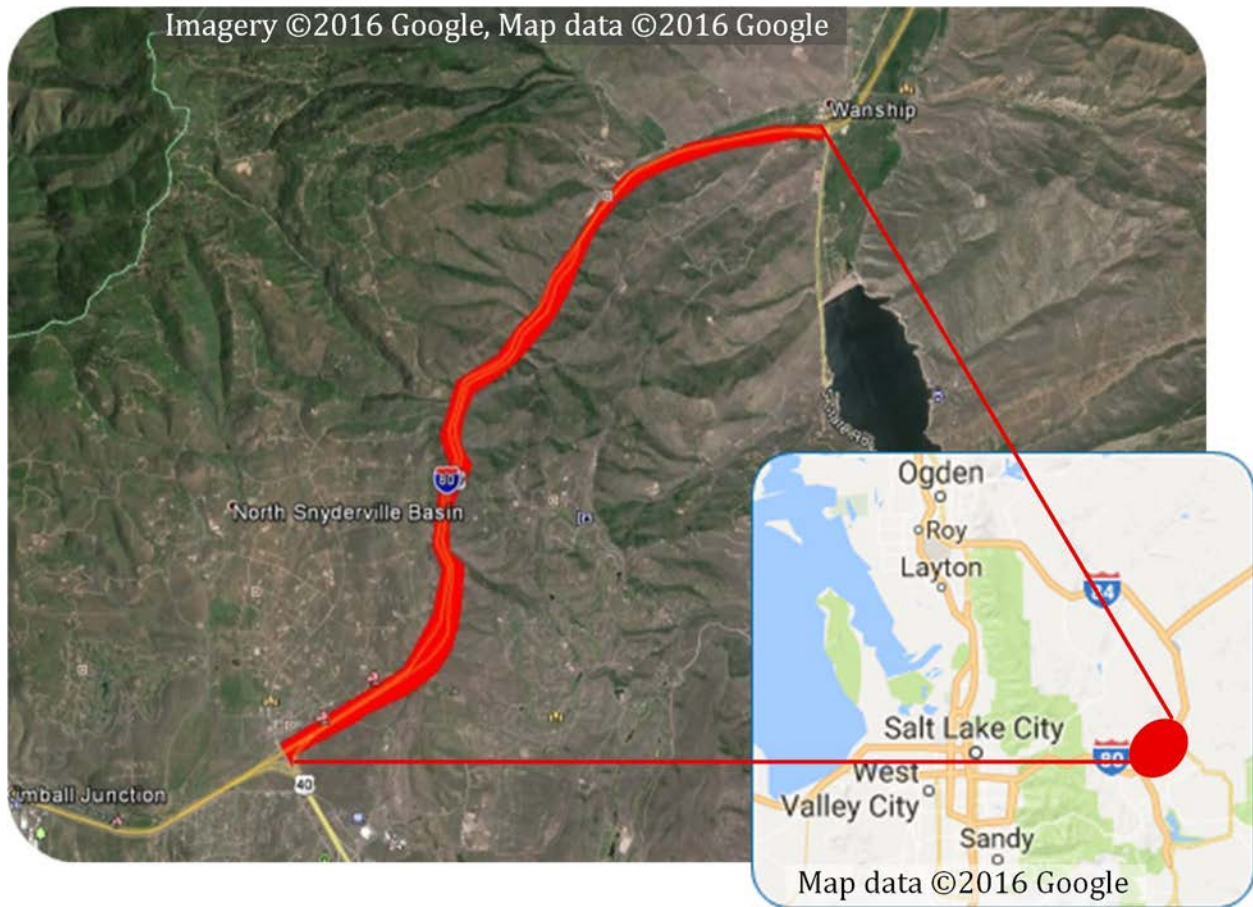 Imagery ©2016 Google, Map data ©2016 Google
Wanship
80
North Snyderville Basin
40
imball Junction
Ogden
Roy
Layton
84
Salt Lake City
80
West
Valley City
Sandy
Map data ©2016 Google